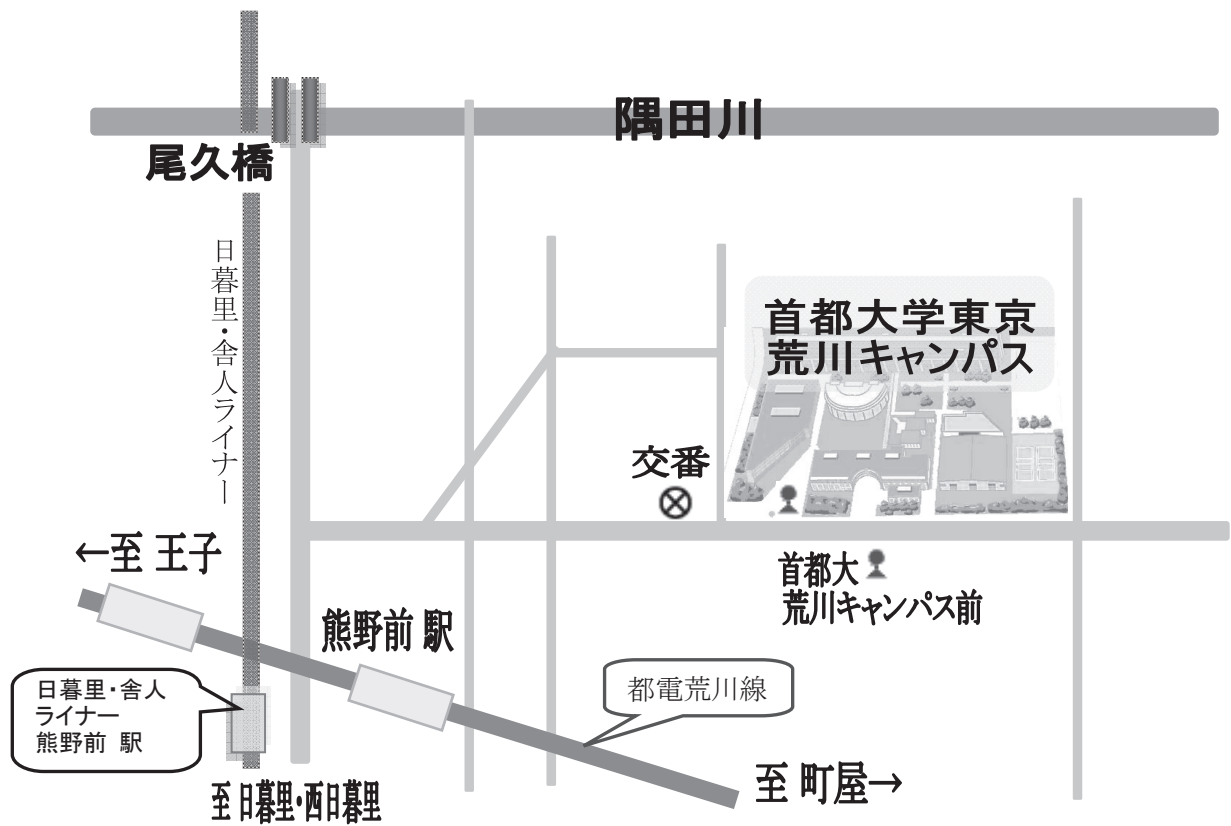 隅田川
尾久橋
日暮里・舎人ライナー
首都大学東京
荒川キャンパス
交番
←至 王子
首都大
荒川キャンパス前
熊野前 駅
日暮里・舎人
ライナー
熊野前 駅
都電荒川線
至 町屋→
至 日暮里・西日暮里